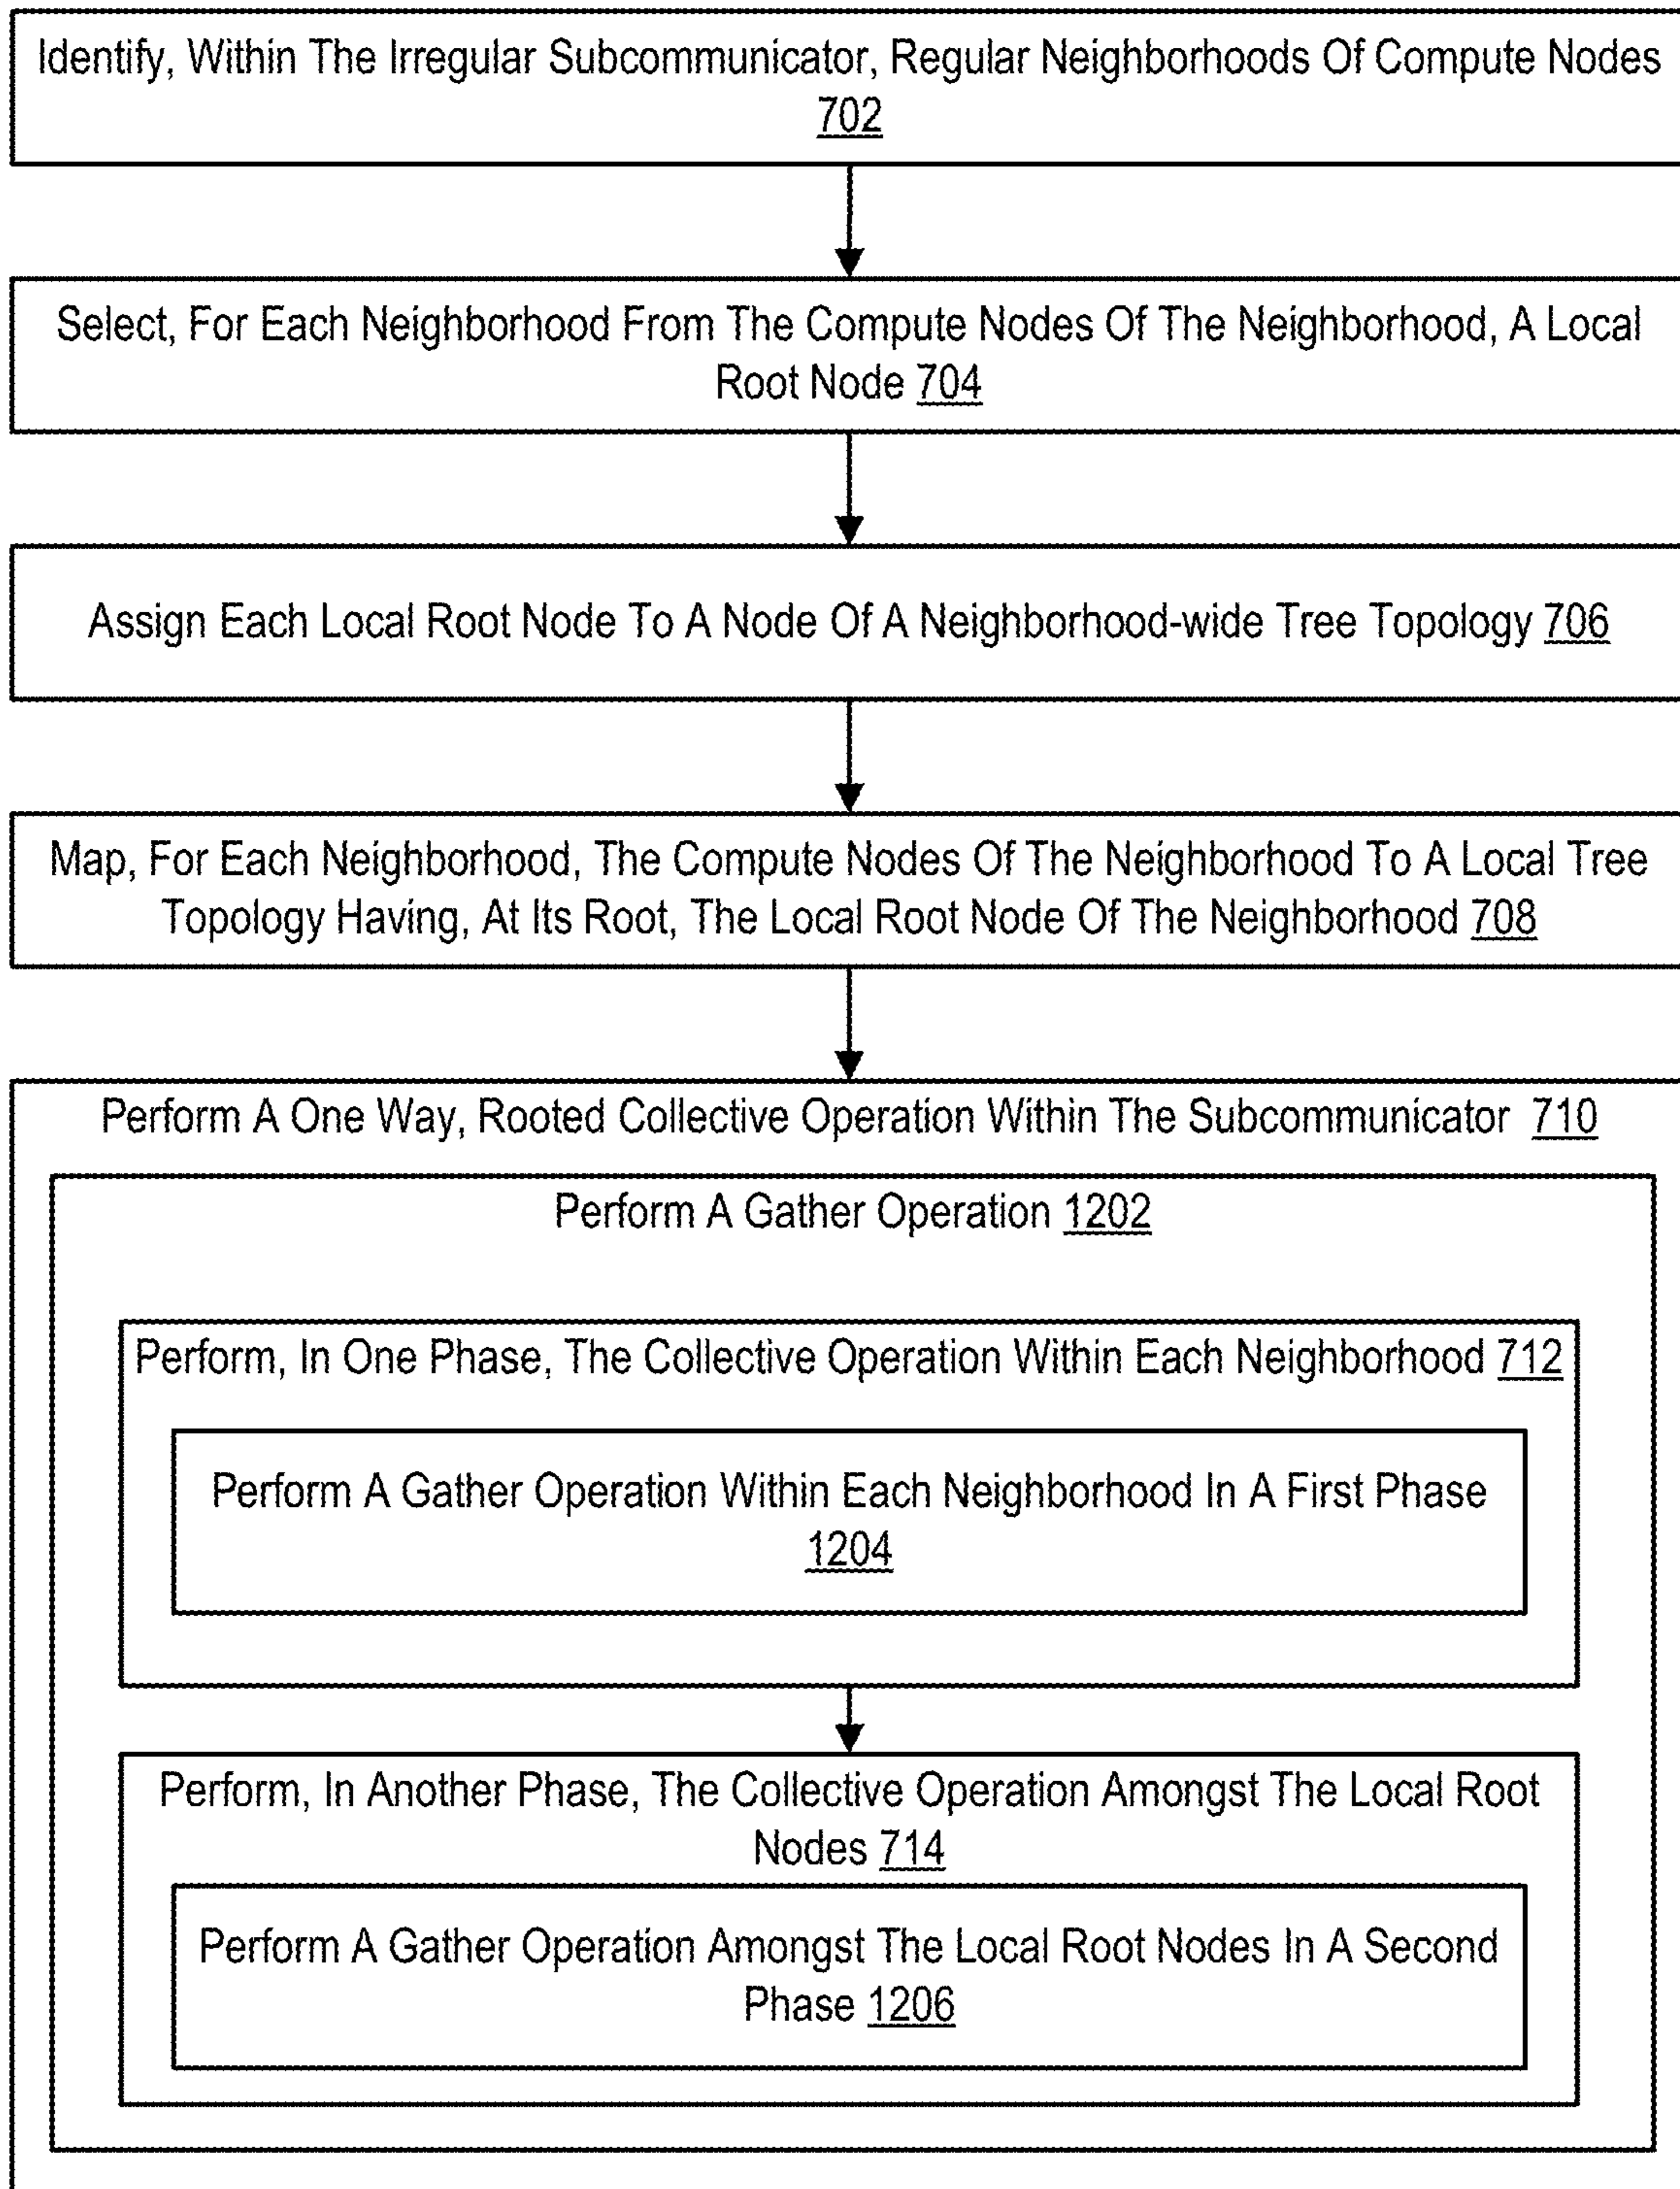 Identify, Within The Irregular Subcommunicator, Regular Neighborhoods Of Compute Nodes
702
Select, For Each Neighborhood From The Compute Nodes Of The Neighborhood, A Local
Root Node 704
Assign Each Local Root Node To A Node Of A Neighborhood-wide Tree Topology 706
Map, For Each Neighborhood, The Compute Nodes Of The Neighborhood To A Local Tree
Topology Having, At Its Root, The Local Root Node Of The Neighborhood 708
Perform A One Way, Rooted Collective Operation Within The Subcommunicator 710
Perform A Gather Operation 1202
Perform, In One Phase, The Collective Operation Within Each Neighborhood 712
Perform A Gather Operation Within Each Neighborhood In A First Phase
1204
Perform, In Another Phase, The Collective Operation Amongst The Local Root
Nodes 714
Perform A Gather Operation Amongst The Local Root Nodes In A Second
Phase 1206